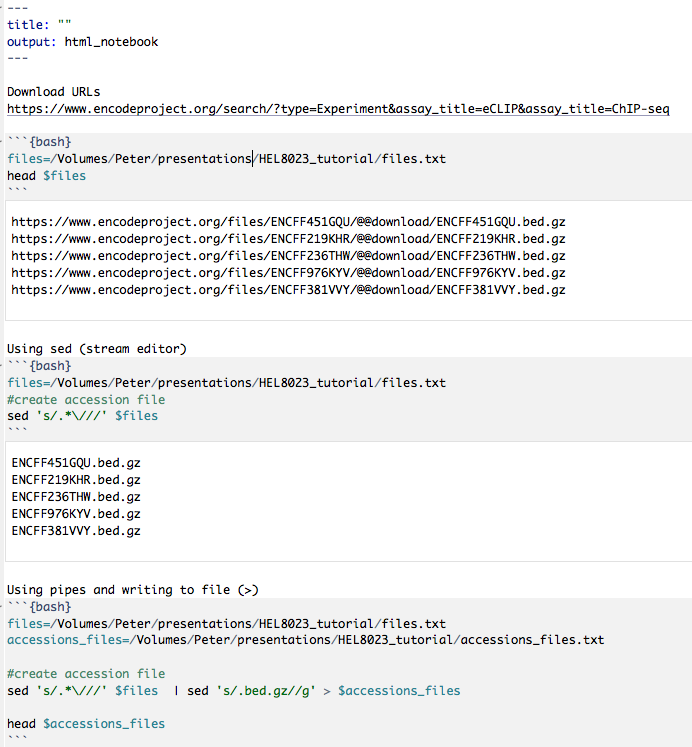 ---
title: ""
output: html_notebook
---
Download URLs
https://www.encodeproject.org/search/?type=Experiment&assay_title=eCLIP&assay_title=ChIP-seq
```{bash}
files=/Volumes/Peter/presentations/HEL8023_tutorial/files.txt
head $files
```
https://www.encodeproject.org/files/ENCFF451GQU/@@download/ENCFF451GQU.bed.gz
https://www.encodeproject.org/files/ENCFF219KHR/@@download/ENCFF219KHR.bed.gz
https://www.encodeproject.org/files/ENCFF236THW/@@download/ENCFF236THW.bed.gz
https://www.encodeproject.org/files/ENCFF976KYV/@@download/ENCFF976KYV.bed.gz
https://www.encodeproject.org/files/ENCFF381VVY/@@download/ENCFF381VVY.bed.gz
Using sed (stream editor)
```{bash}
files=/Volumes/Peter/presentations/HEL8023_tutorial/files.txt
#create accession file
sed 's/.*\///' $files
```
ENCFF451GQU.bed.gz
ENCFF219KHR.bed.gz
ENCFF236THW.bed.gz
ENCFF976KYV.bed.gz
ENCFF381VVY.bed.gz
Using pipes and writing to file (>)
```{bash}
files=/Volumes/Peter/presentations/HEL8023_tutorial/files.txt
accessions_files=/Volumes/Peter/presentations/HEL8023_tutorial/accessions_files.txt
#create accession file
sed 's/.*\///' $files  | sed 's/.bed.gz//g' > $accessions_files
head $accessions_files
```